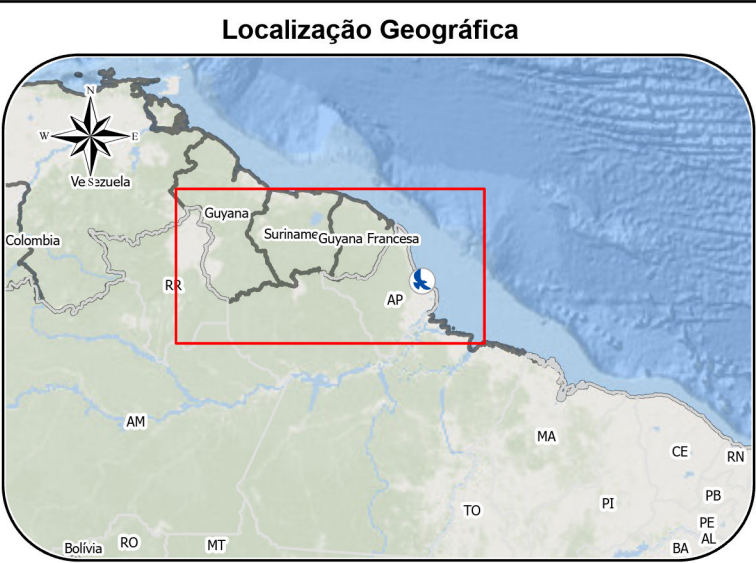 Localização Geográfica
N
W
E
S
Venezuela
Guyana
Colombia
Suriname
Guyana Francesa
RR
AP
AM
MA
CE
RN
TO
PI
PB
PE
AL
BA
Bolívia
RO
MT